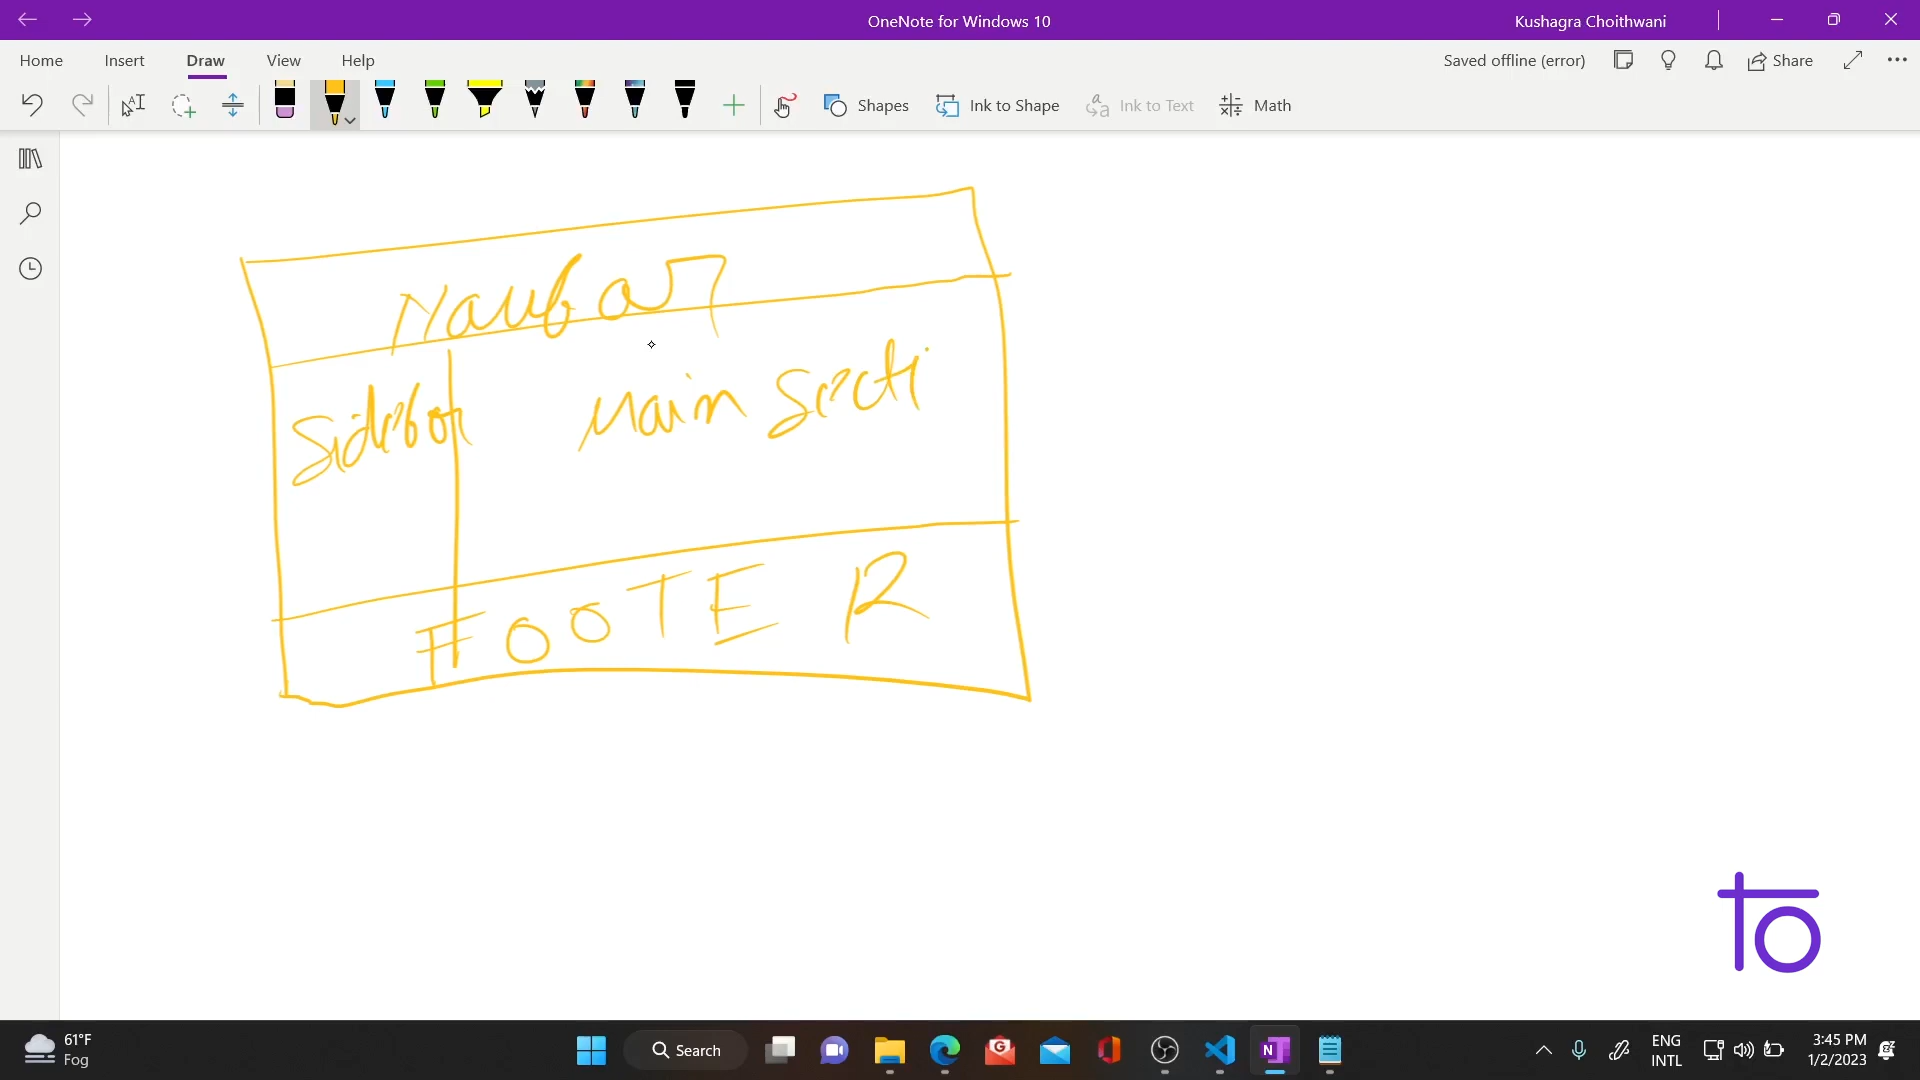 OneNote for Windows 10
Kushagra Choithwani
Home Insert Draw View Help
Saved offline (error) Share
Shapes Ink to Shape Ink to Text Math
Navbar
Sidebar
Main Secti
FOOTER
to
61°F
Fog
Search
ENG
INTL
3:45 PM
1/2/2023